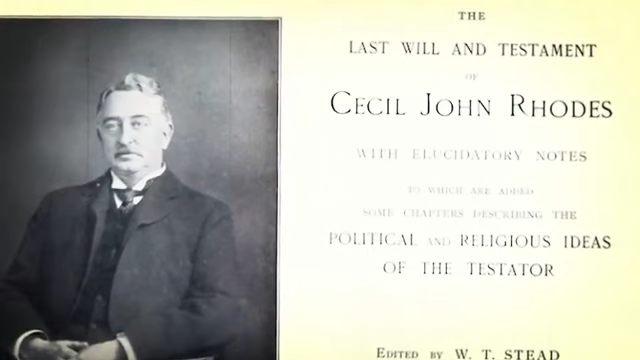 THE
LAST WILL AND TESTAMENT
OF
CECIL JOHN RHODES
WITH ELUCIDATORY NOTES
TO WHICH ARE ADDED
SOME CHAPTERS DESCRIBING THE
POLITICAL AND RELIGIOUS IDEAS
OF THE TESTATOR
EDITED BY W. T. STEAD